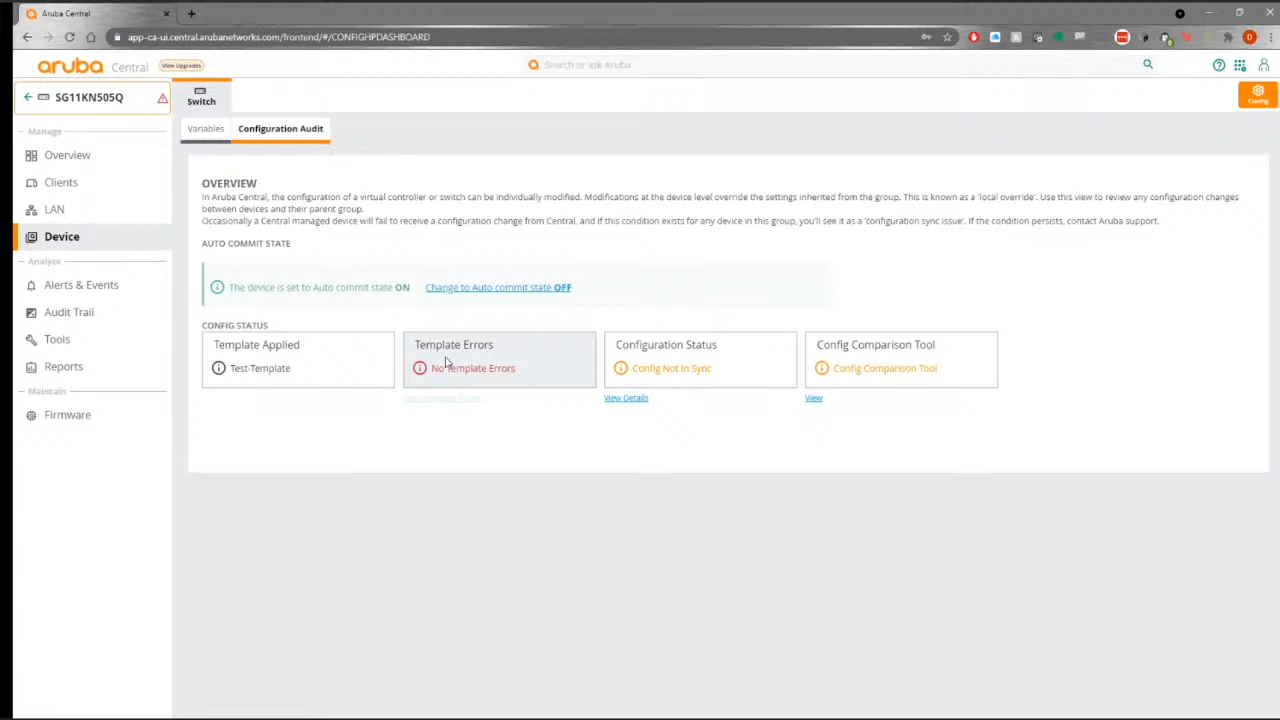 Aruba Central
app-ca-ui.central.arubanetworks.com/frontend/#/CONFIGHPDASHBOARD
aruba Central
View Upgrades
Search or ask Aruba
SG11KN505Q
Switch
Config
Variables
Configuration Audit
Manage
Overview
Clients
LAN
Device
Analyze
Alerts & Events
Audit Trail
Tools
Reports
Maintain
Firmware
OVERVIEW
In Aruba Central, the configuration of a virtual controller or switch can be individually modified. Modifications at the device level override the settings inherited from the group. This is known as a 'local override'. Use this view to review any configuration changes
between devices and their parent group.
Occasionally a Central managed device will fail to receive a configuration change from Central, and if this condition exists for any device in this group, you'll see it as a 'configuration sync issue'. If the condition persists, contact Aruba support.
AUTO COMMIT STATE
The device is set to Auto commit state ON
Change to Auto commit state OFF
CONFIG STATUS
Template Applied
Test-Template
Template Errors
No Template Errors
View Template Errors
Configuration Status
Config Not In Sync
View Details
Config Comparison Tool
Config Comparison Tool
View